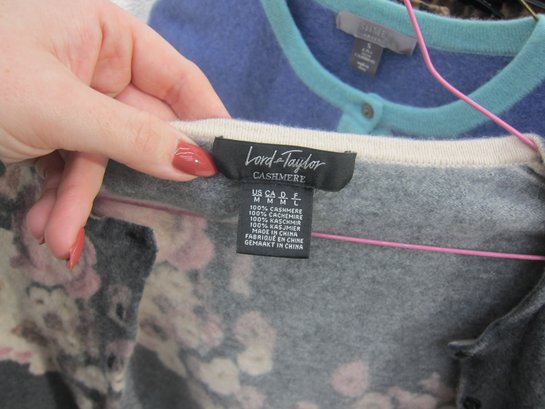 Lord & Taylor
CASHMERE
US CA D F
M M M L
100% CASHMERE
100% CACHEMIRE
100% KASCHMIR
100% KASJMIER
MADE IN CHINA
FABRIQUÉ EN CHINE
GEMAAKT IN CHINA
S